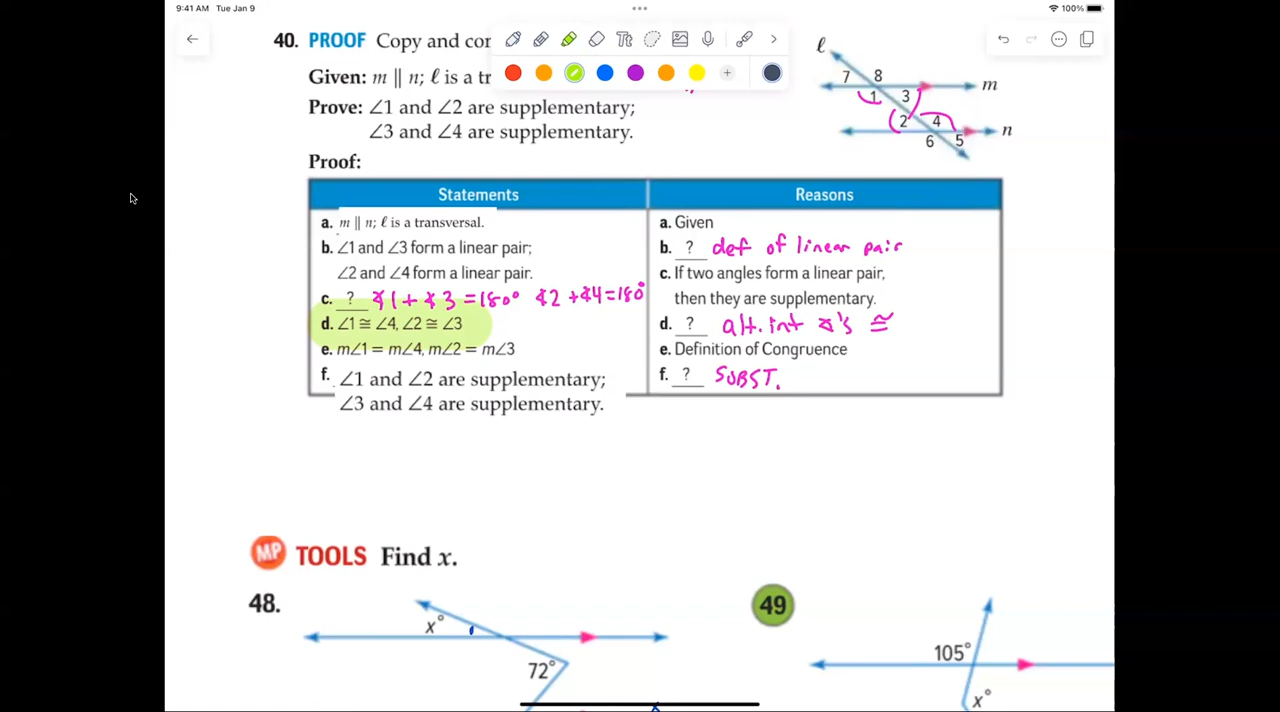 9:41 AM Tue Jan 9
100%
40. PROOF Copy and cor
Given: m ∥ n; ℓ is a t
Prove: ∠1 and ∠2 are supplementary;
∠3 and ∠4 are supplementary.
Proof:
ℓ
7 8
m
1 3
2 4
n
6 5
Statements Reasons
a. m ∥ n; ℓ is a transversal. a. Given
b. ∠1 and ∠3 form a linear pair; b. ? def of linear pair
∠2 and ∠4 form a linear pair. c. If two angles form a linear pair,
c. ? ∢1 + ∢3 = 180° ∢2 + ∢4 = 180° then they are supplementary.
d. ∠1 ≅ ∠4, ∠2 ≅ ∠3 d. ? alt. int ∢'s ≅
e. m∠1 = m∠4, m∠2 = m∠3 e. Definition of Congruence
f. ∠1 and ∠2 are supplementary; f. ? SUBST.
∠3 and ∠4 are supplementary.
MP TOOLS Find x.
48. 49
x°
72°
105°
x°